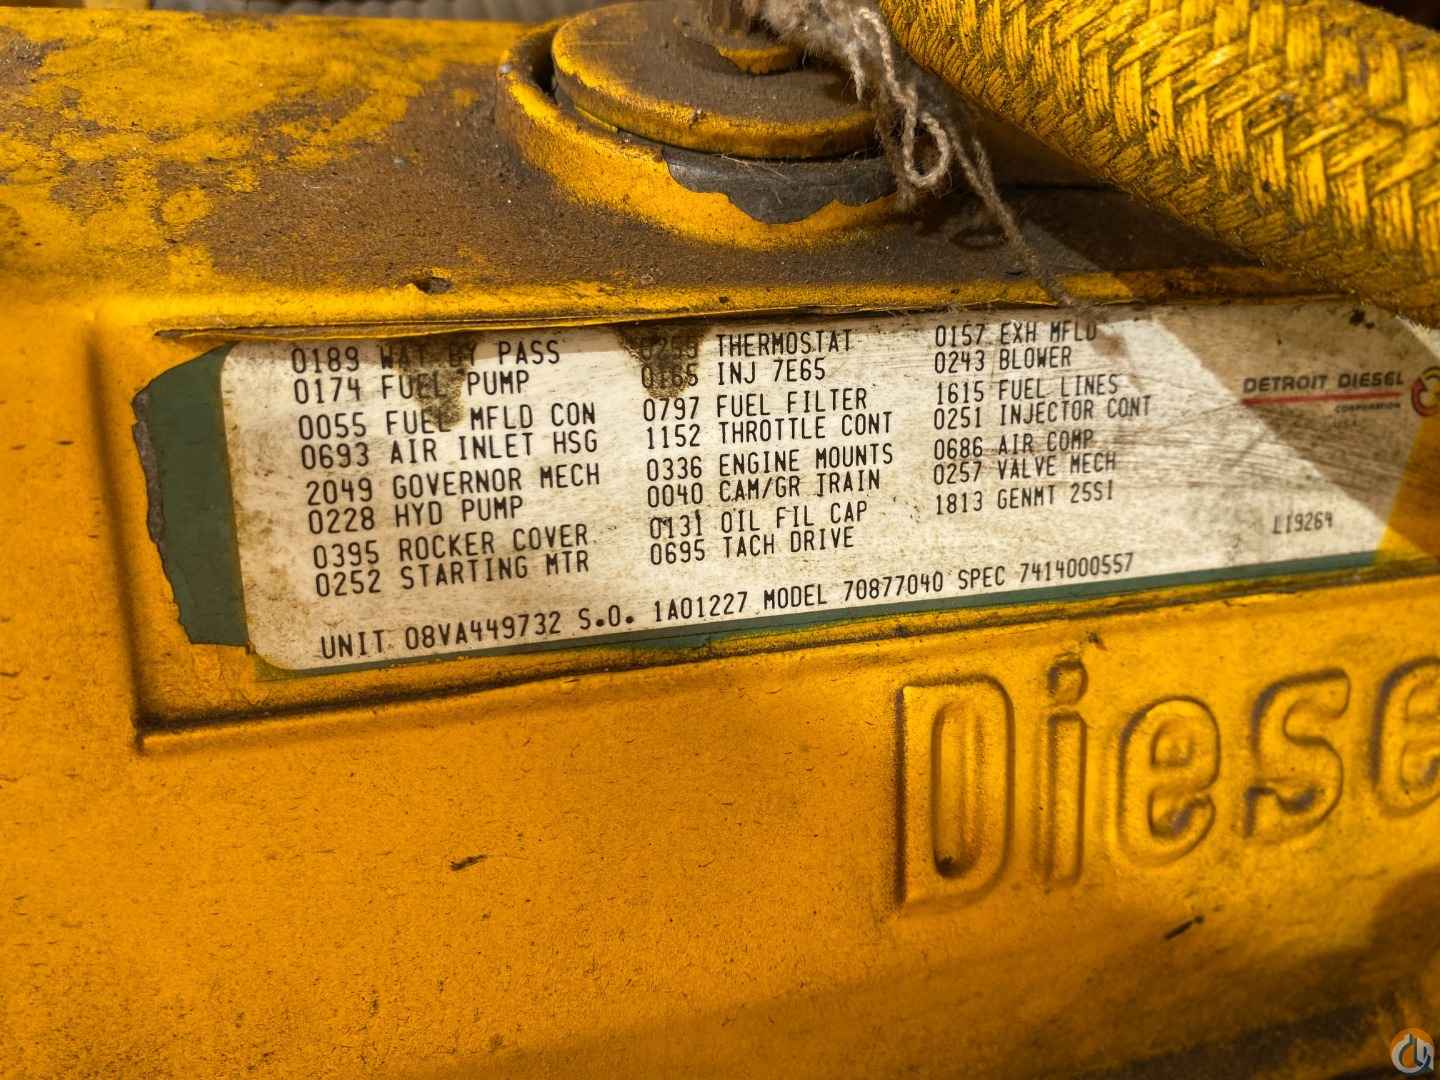 0189 WAT BY PASS
0174 FUEL PUMP
0055 FUEL MFLD CON
0693 AIR INLET HSG
2049 GOVERNOR MECH
0228 HYD PUMP
0395 ROCKER COVER
0252 STARTING MTR
THERMOSTAT
0165 INJ 7E65
0797 FUEL FILTER
1152 THROTTLE CONT
0336 ENGINE MOUNTS
0040 CAM/GR TRAIN
0131 OIL FIL CAP
0695 TACH DRIVE
0157 EXH MFLD
0243 BLOWER
1615 FUEL LINES
0251 INJECTOR CONT
0686 AIR COMP
0257 VALVE MECH
1813 GENMT 25SI
DETROIT DIESEL
CORPORATION
L19264
UNIT 08VA449732 S.O. 1A01227 MODEL 70877040 SPEC 7414000557
Diese